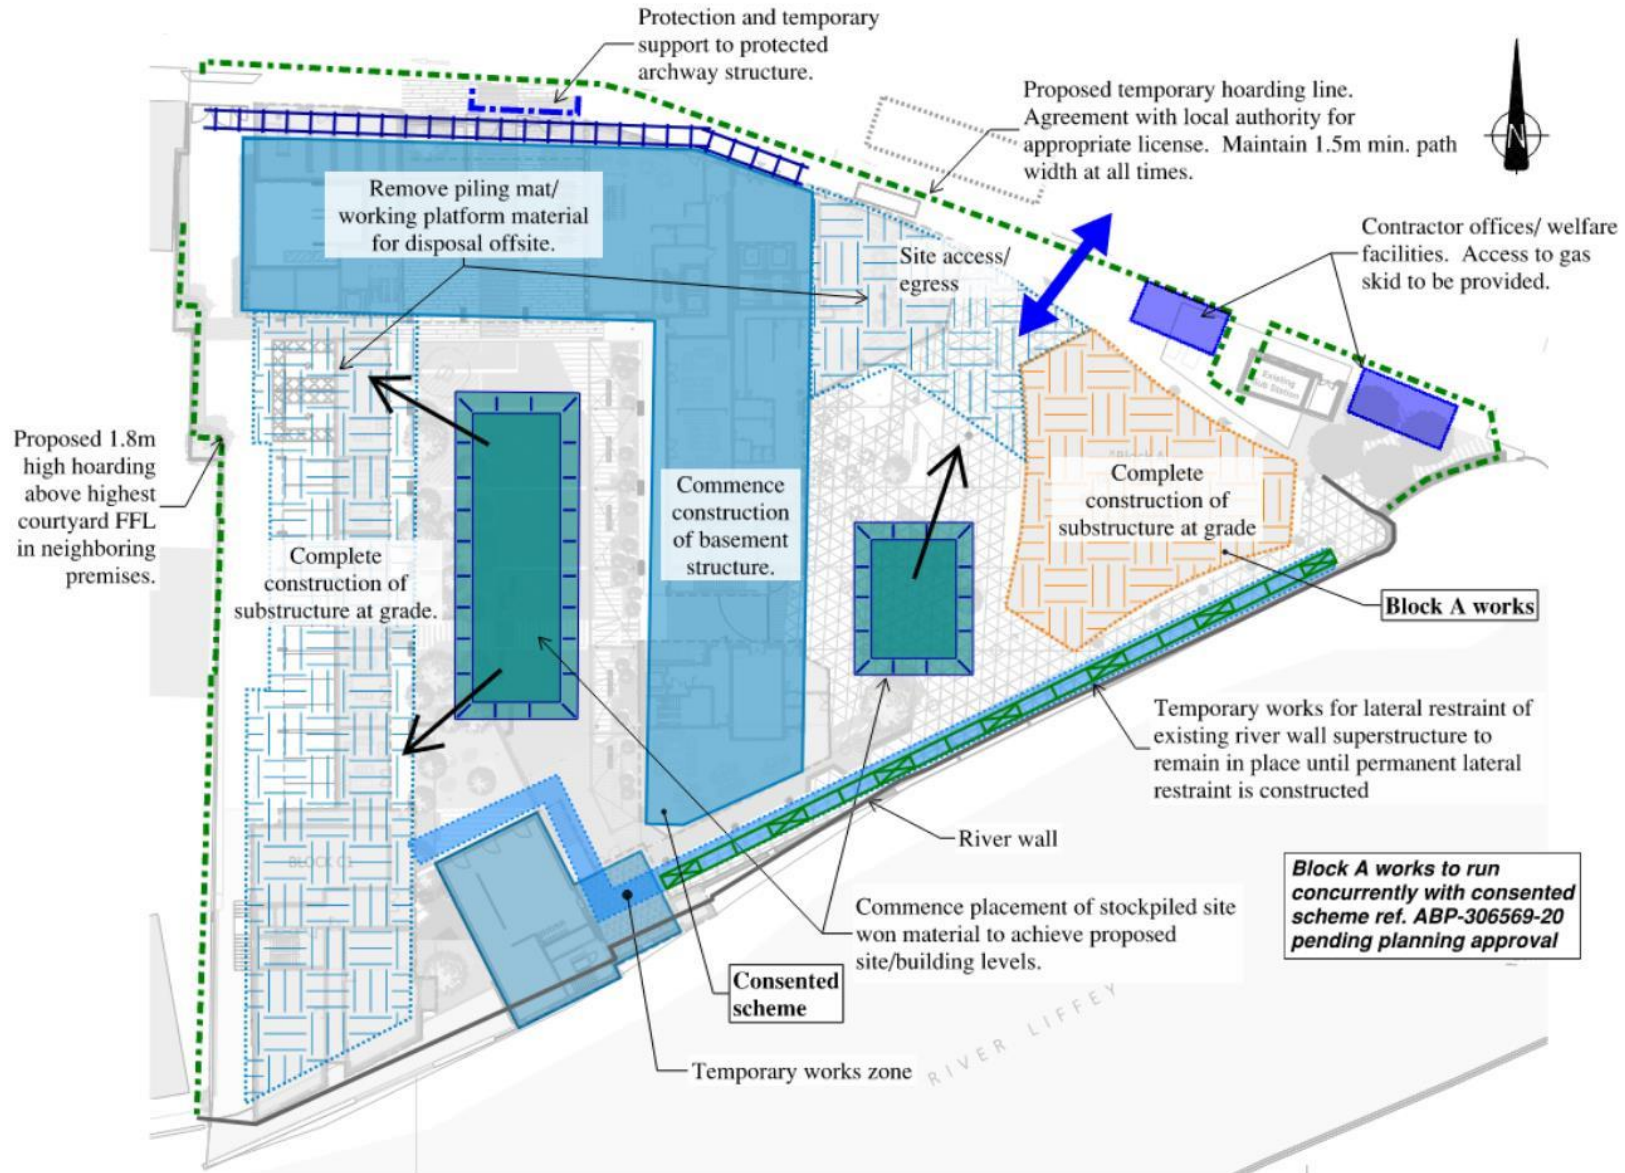 Protection and temporary
support to protected
archway structure.
Proposed temporary hoarding line.
Agreement with local authority for
appropriate license. Maintain 1.5m min. path
width at all times.
N
Remove piling mat/
working platform material
for disposal offsite.
Site access/
egress
Contractor offices/ welfare
facilities. Access to gas
skid to be provided.
Existing
Sub Station
Proposed 1.8m
high hoarding
above highest
courtyard FFL
in neighboring
premises.
Complete
construction of
substructure at grade.
Commence
construction
of basement
structure.
Complete
construction of
substructure at grade
Block A works
Temporary works for lateral restraint of
existing river wall superstructure to
remain in place until permanent lateral
restraint is constructed
River wall
BLOCK C1
Block A works to run
concurrently with consented
scheme ref. ABP-306569-20
pending planning approval
Commence placement of stockpiled site
won material to achieve proposed
site/building levels.
Consented
scheme
RIVER LIFFEY
Temporary works zone